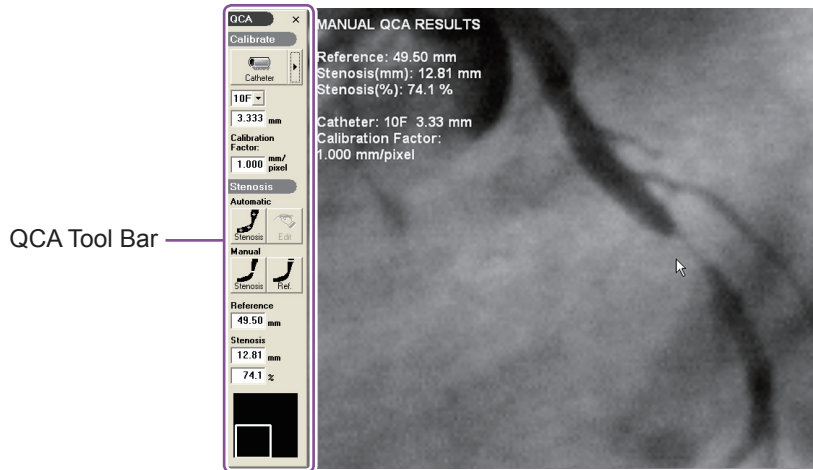 QCA Tool Bar
QCA ×
Calibrate
Catheter
10F
3.333 mm
Calibration
Factor:
1.000 mm/
pixel
Stenosis
Automatic
Stenosis Edit
Manual
Stenosis Ref.
Reference
49.50 mm
Stenosis
12.81 mm
74.1 %
MANUAL QCA RESULTS
Reference: 49.50 mm
Stenosis(mm): 12.81 mm
Stenosis(%): 74.1 %
Catheter: 10F 3.33 mm
Calibration Factor:
1.000 mm/pixel